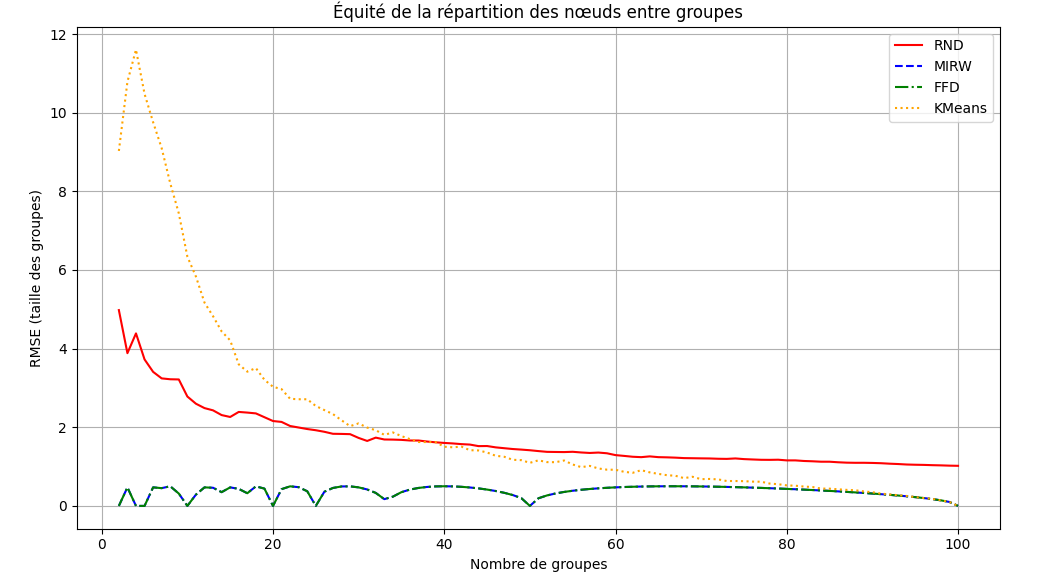 Équité de la répartition des nœuds entre groupes
RMSE (taille des groupes)
12
10
8
6
4
2
0
RND
MIRW
FFD
KMeans
0 20 40 60 80 100
Nombre de groupes